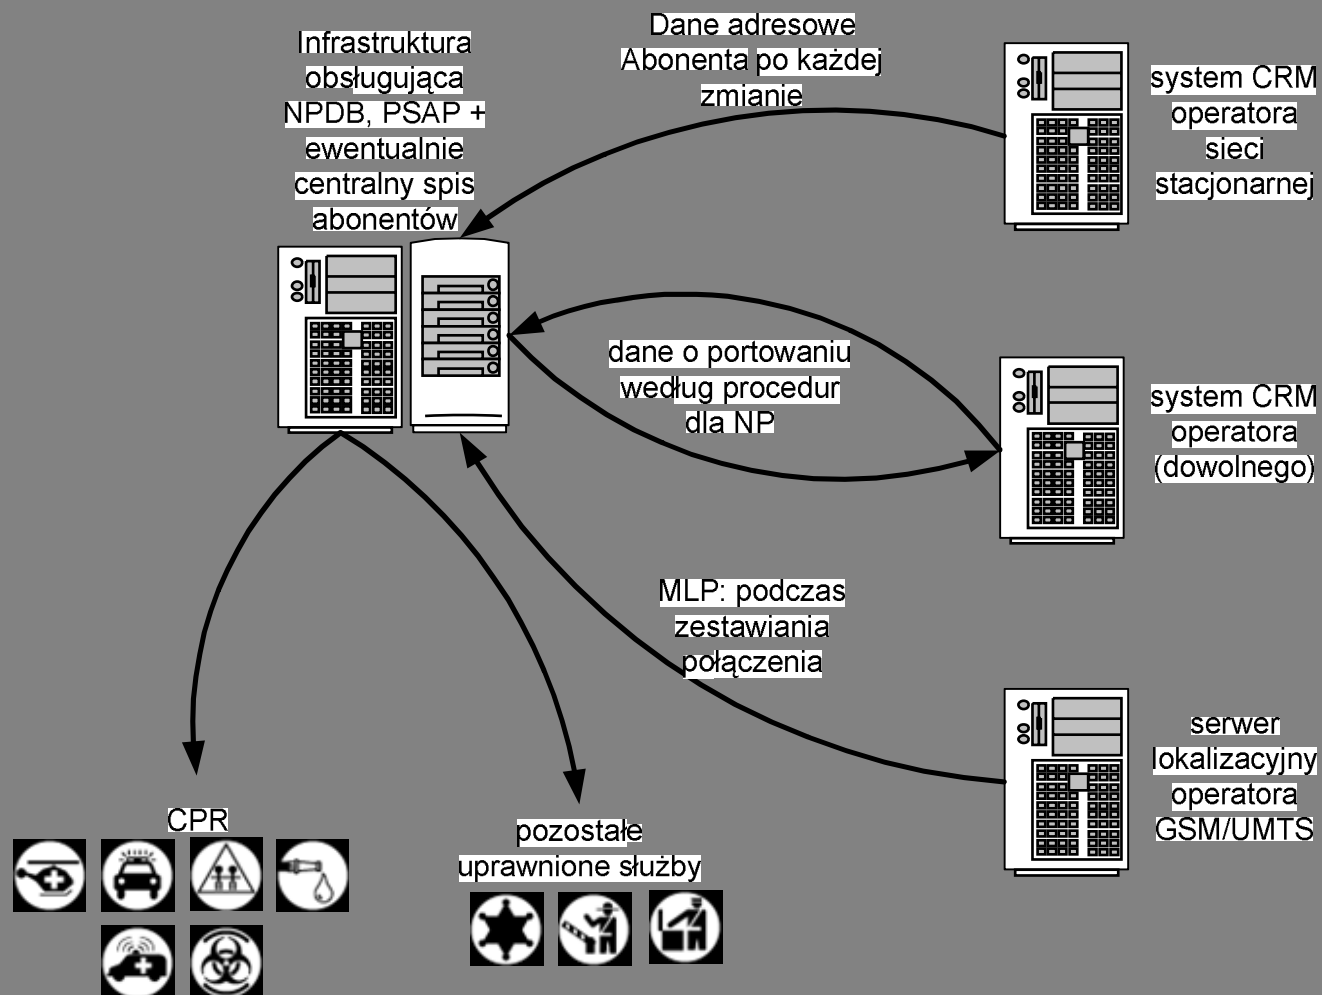 Infrastruktura
obsługująca
NPDB, PSAP +
ewentualnie
centralny spis
abonentów
Dane adresowe
Abonenta po każdej
zmianie
system CRM
operatora
sieci
stacjonarnej
dane o portowaniu
według procedur
dla NP
system CRM
operatora
(dowolnego)
MLP: podczas
zestawiania
połączenia
serwer
lokalizacyjny
operatora
GSM/UMTS
CPR
pozostałe
uprawnione służby